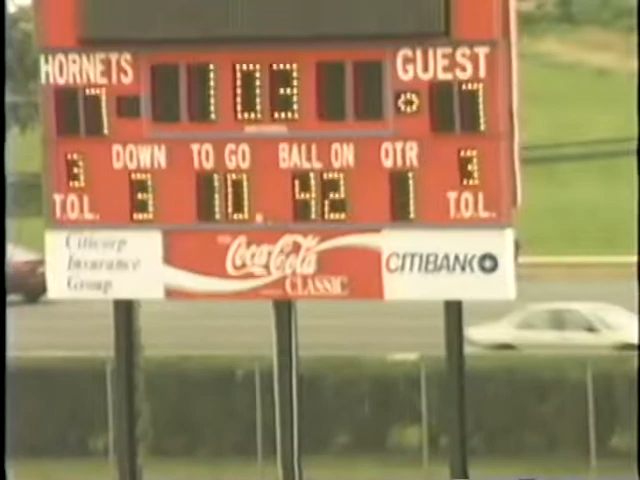 HORNETS 1 03 GUEST
7 7
3 DOWN TO GO BALL ON QTR 3
T.O.L. 3 10 42 1 T.O.L.
Citicorp
Insurance
Group
Coca-Cola
CLASSIC
CITIBANK